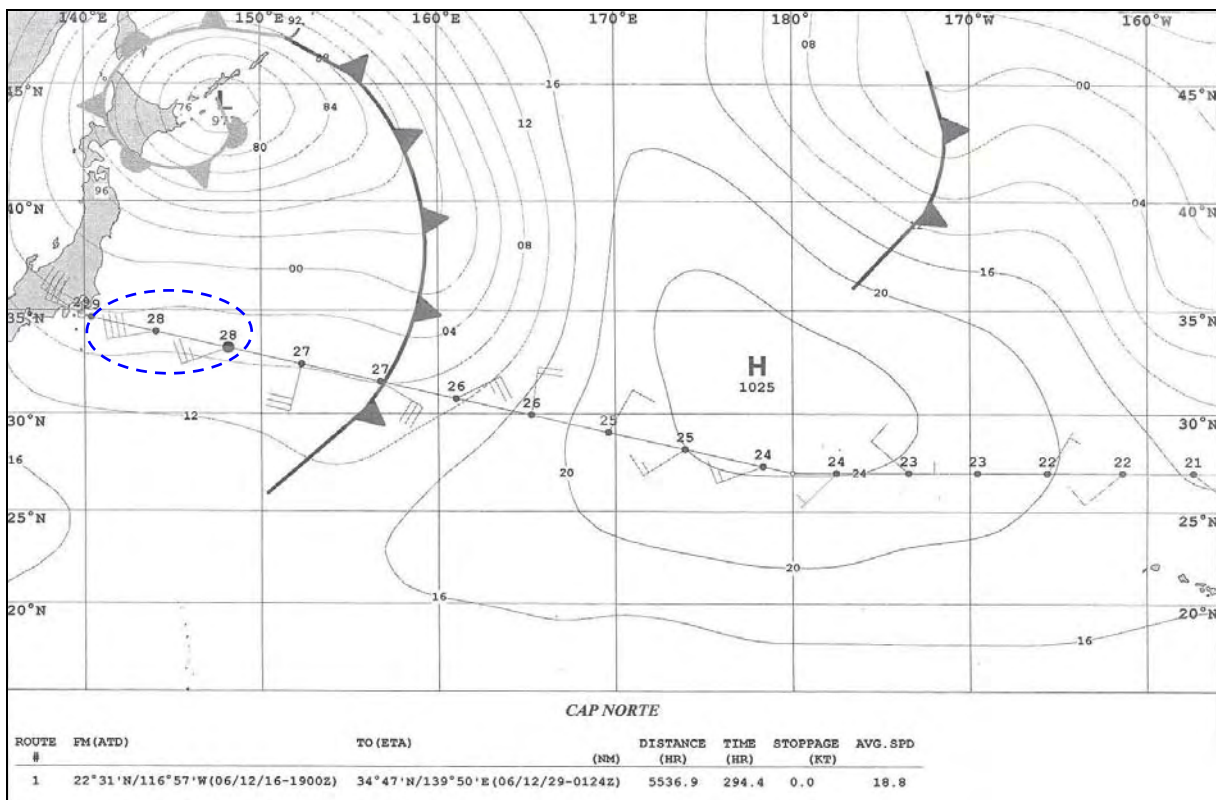 140°E 150°E 92 160°E 170°E 180° 170°W 160°W
08
45°N 16 00 45°N
76 L 84
97
12
80
96
40°N 04 40°N
12
08
00 16
29 20
35°N 35°N
28 04
28
27 H
27 1025
26
12 26
30°N 25 30°N
25
16 24 24 24 23 23 22 22 21
20
25°N 25°N
20
16
20°N 20°N
16
CAP NORTE
ROUTE FM(ATD) TO(ETA) DISTANCE TIME STOPPAGE AVG.SPD
# (NM) (HR) (HR) (KT)
1 22°31'N/116°57'W(06/12/16-1900Z) 34°47'N/139°50'E(06/12/29-0124Z) 5536.9 294.4 0.0 18.8